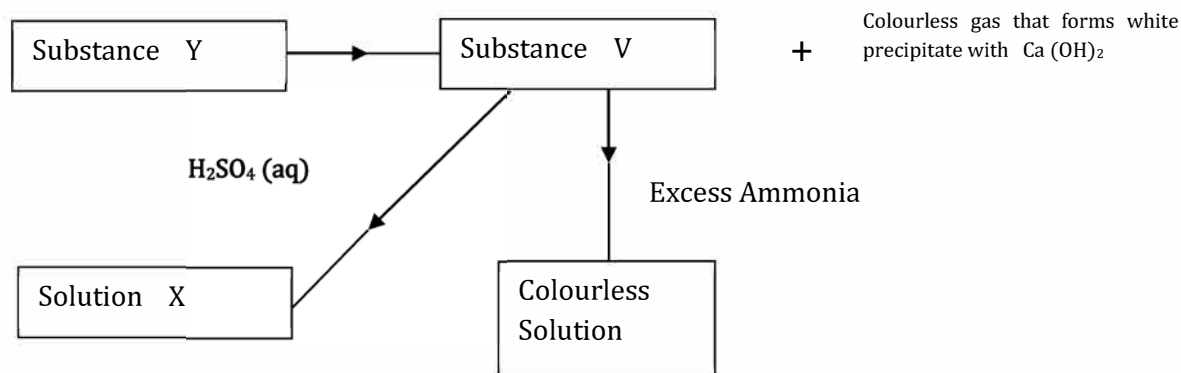 Substance Y
Substance V
+
Colourless gas that forms white
precipitate with Ca (OH)₂
H₂SO₄ (aq)
Excess Ammonia
Solution X
Colourless
Solution